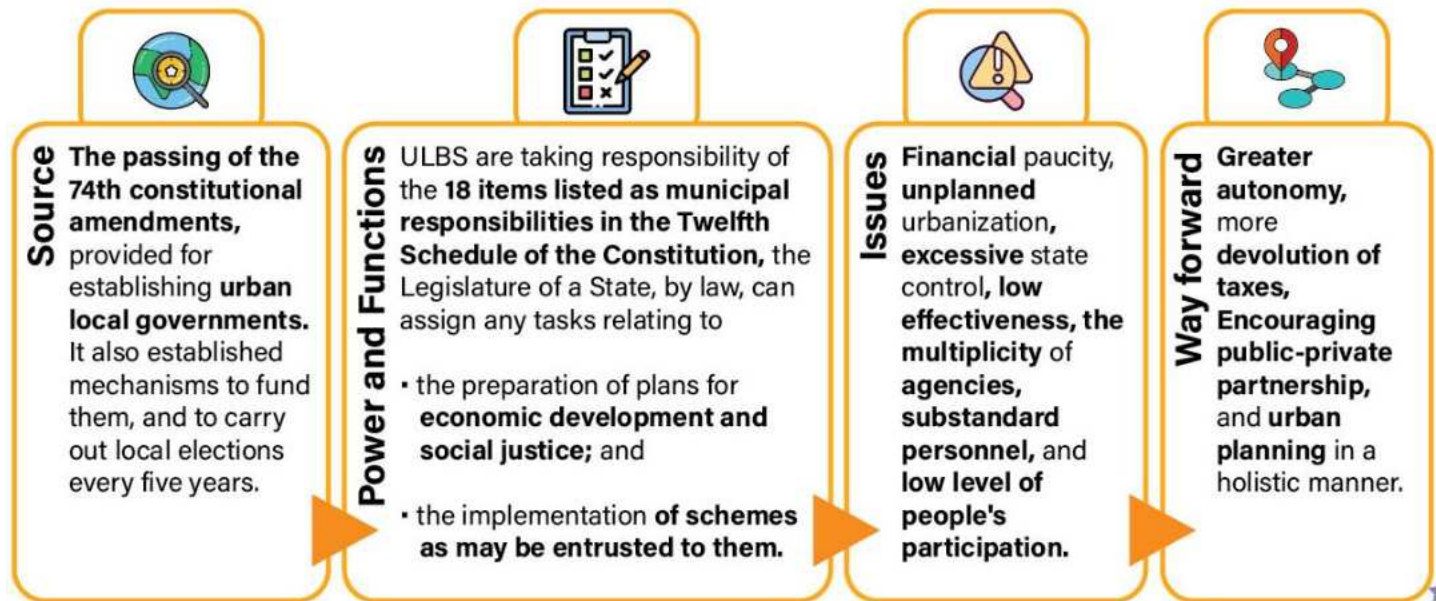 Source
The passing of the
74th constitutional
amendments,
provided for
establishing urban
local governments.
It also established
mechanisms to fund
them, and to carry
out local elections
every five years.
Power and Functions
ULBS are taking responsibility of
the 18 items listed as municipal
responsibilities in the Twelfth
Schedule of the Constitution, the
Legislature of a State, by law, can
assign any tasks relating to
▪ the preparation of plans for
economic development and
social justice; and
▪ the implementation of schemes
as may be entrusted to them.
Issues
Financial paucity,
unplanned
urbanization,
excessive state
control, low
effectiveness, the
multiplicity of
agencies,
substandard
personnel, and
low level of
people's
participation.
Way forward
Greater
autonomy,
more
devolution of
taxes,
Encouraging
public-private
partnership,
and urban
planning in a
holistic manner.